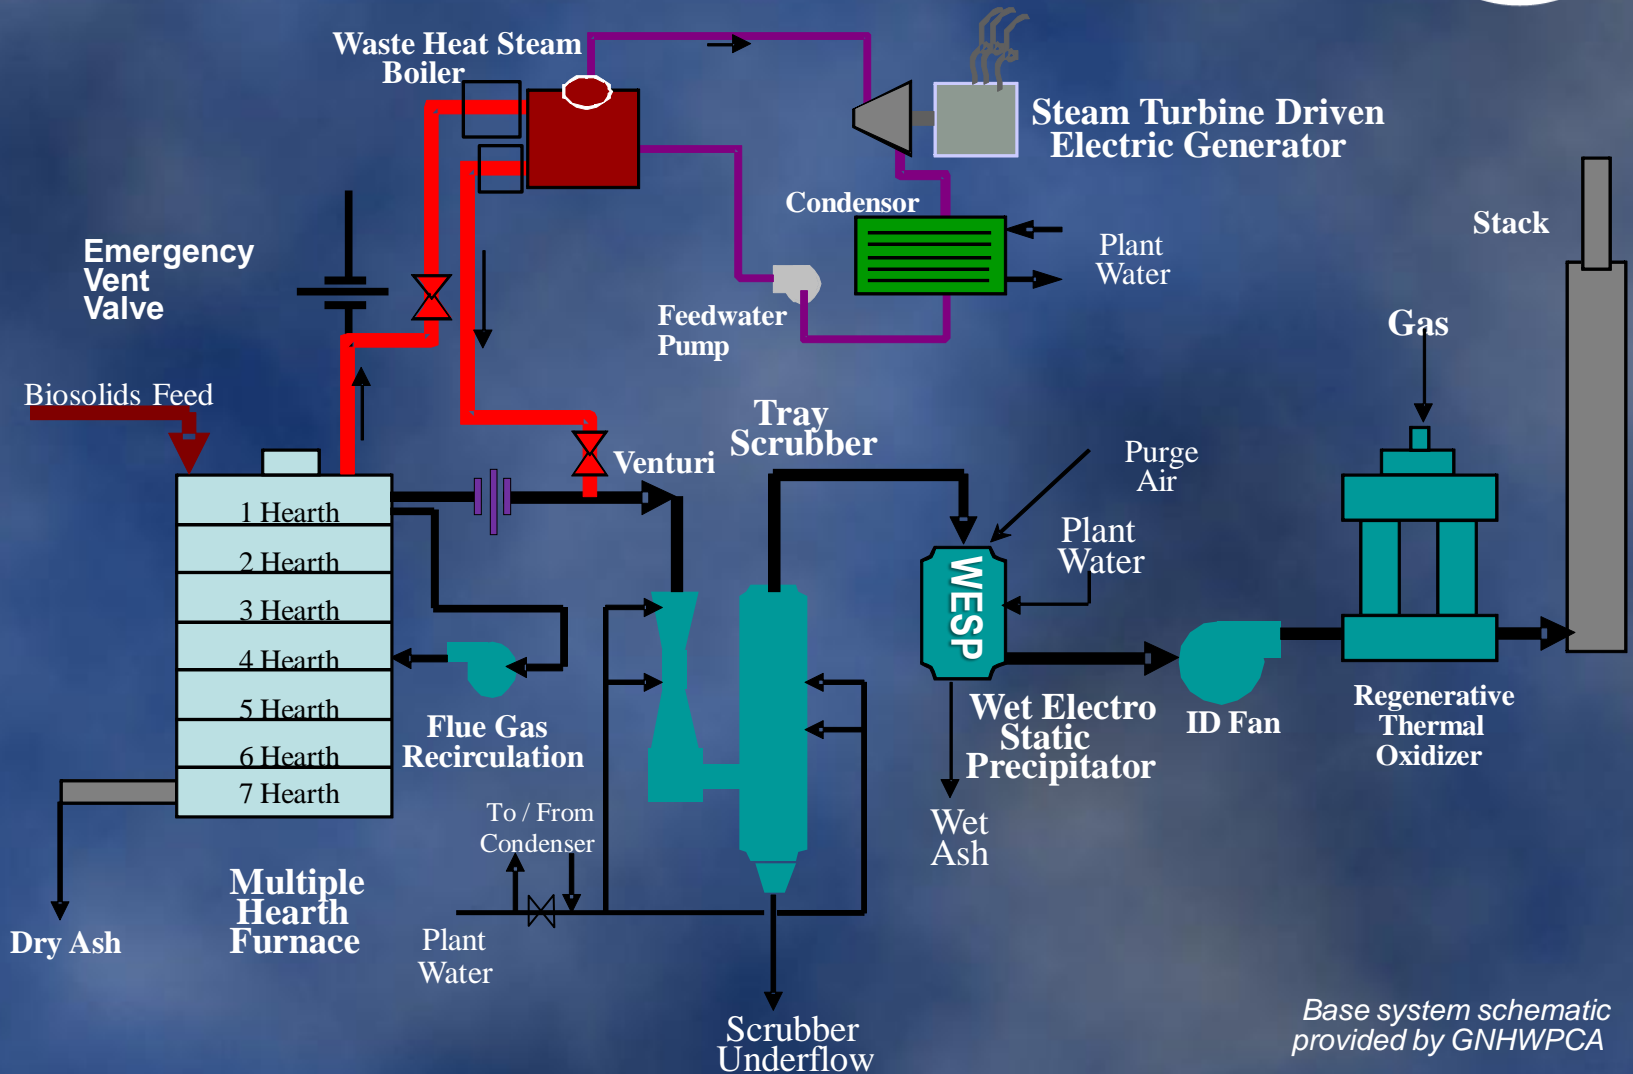 Waste Heat Steam
Boiler
Steam Turbine Driven
Electric Generator
Condensor
Plant
Water
Stack
Emergency
Vent
Valve
Feedwater
Pump
Gas
Biosolids Feed
Tray
Scrubber
Venturi
Purge
Air
1 Hearth
2 Hearth
3 Hearth
4 Hearth
5 Hearth
6 Hearth
7 Hearth
Plant
Water
WESP
Flue Gas
Recirculation
Wet Electro
Static
Precipitator
ID Fan
Regenerative
Thermal
Oxidizer
To / From
Condenser
Wet
Ash
Multiple
Hearth
Furnace
Dry Ash
Plant
Water
Scrubber
Underflow
Base system schematic
provided by GNHWPCA